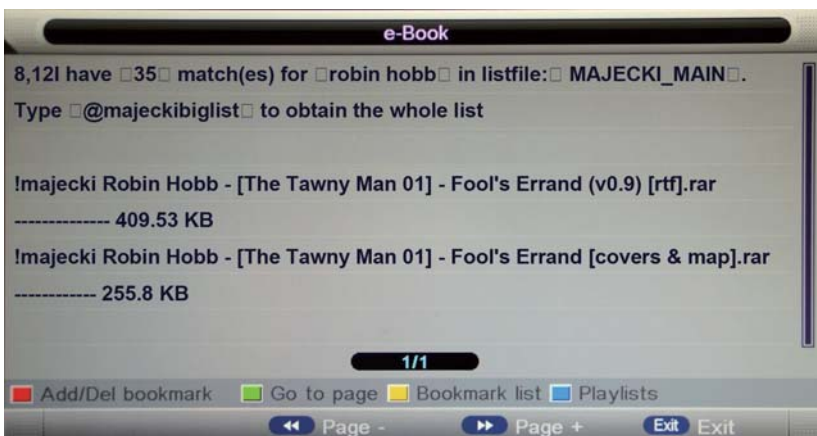 e-Book
8,12I have □35□ match(es) for □robin hobb□ in listfile:□ MAJECKI_MAIN□.
Type □@majeckibiglist□ to obtain the whole list
!majecki Robin Hobb - [The Tawny Man 01] - Fool's Errand (v0.9) [rtf].rar
-------------- 409.53 KB
!majecki Robin Hobb - [The Tawny Man 01] - Fool's Errand [covers & map].rar
------------ 255.8 KB
1/1
Add/Del bookmark Go to page Bookmark list Playlists
Page - Page + Exit Exit